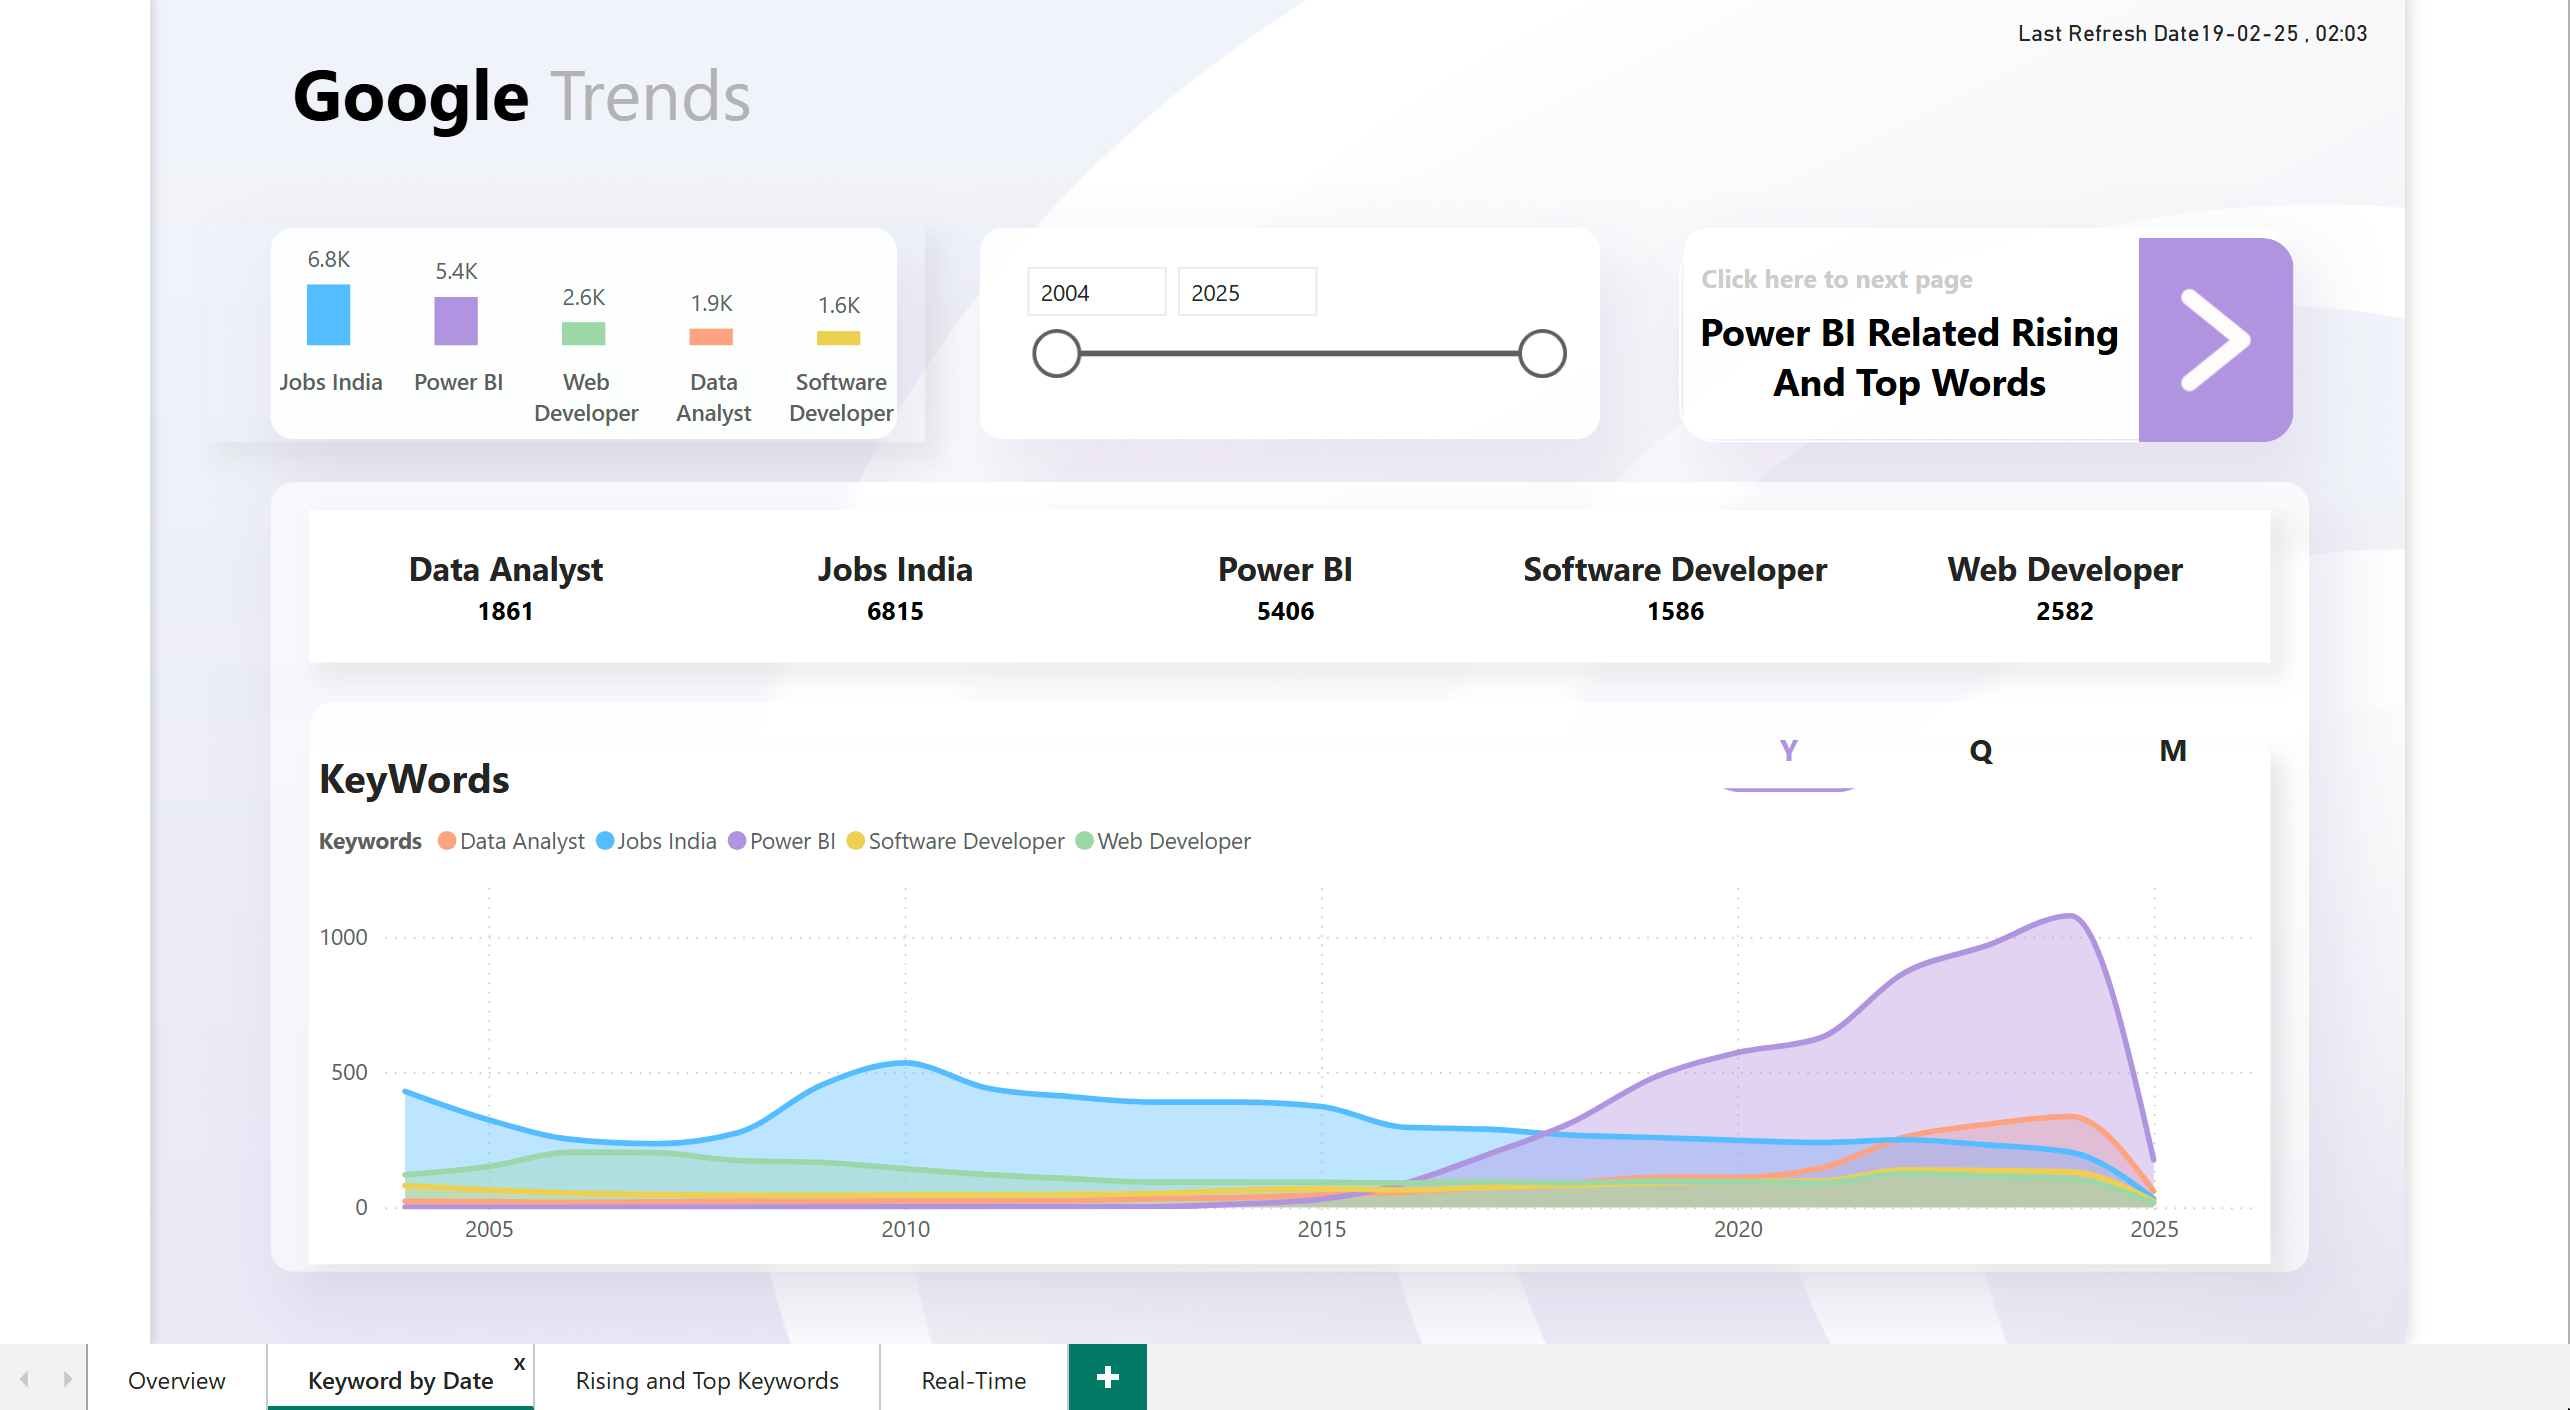 Last Refresh Date19-02-25 , 02:03
Google Trends
6.8K
5.4K
2.6K
1.9K
1.6K
Jobs India
Power BI
Web
Developer
Data
Analyst
Software
Developer
2004
2025
Click here to next page
Power BI Related Rising
And Top Words
Data Analyst
1861
Jobs India
6815
Power BI
5406
Software Developer
1586
Web Developer
2582
Y
Q
M
KeyWords
Keywords Data Analyst Jobs India Power BI Software Developer Web Developer
1000
500
0
2005
2010
2015
2020
2025
Overview
Keyword by Date
x
Rising and Top Keywords
Real-Time
+